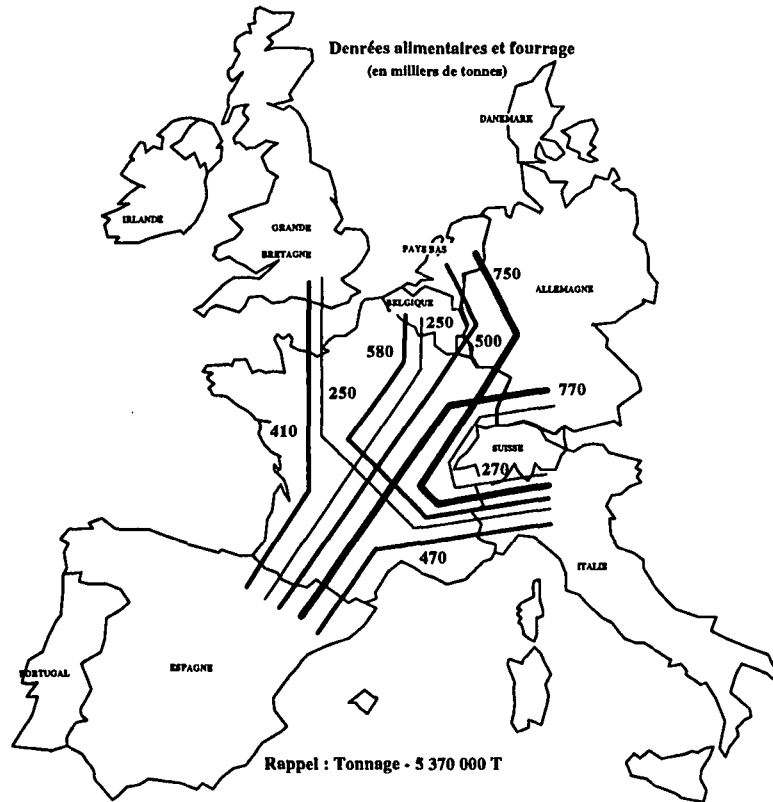 Denrées alimentaires et fourrage
(en milliers de tonnes)
DANEMARK
IRLANDE
GRANDE
BRETAGNE
PAYS BAS
750
ALLEMAGNE
BELGIQUE
250
580
500
250
770
410
SUISSE
270
470
ITALIE
PORTUGAL
ESPAGNE
Rappel : Tonnage - 5 370 000 T